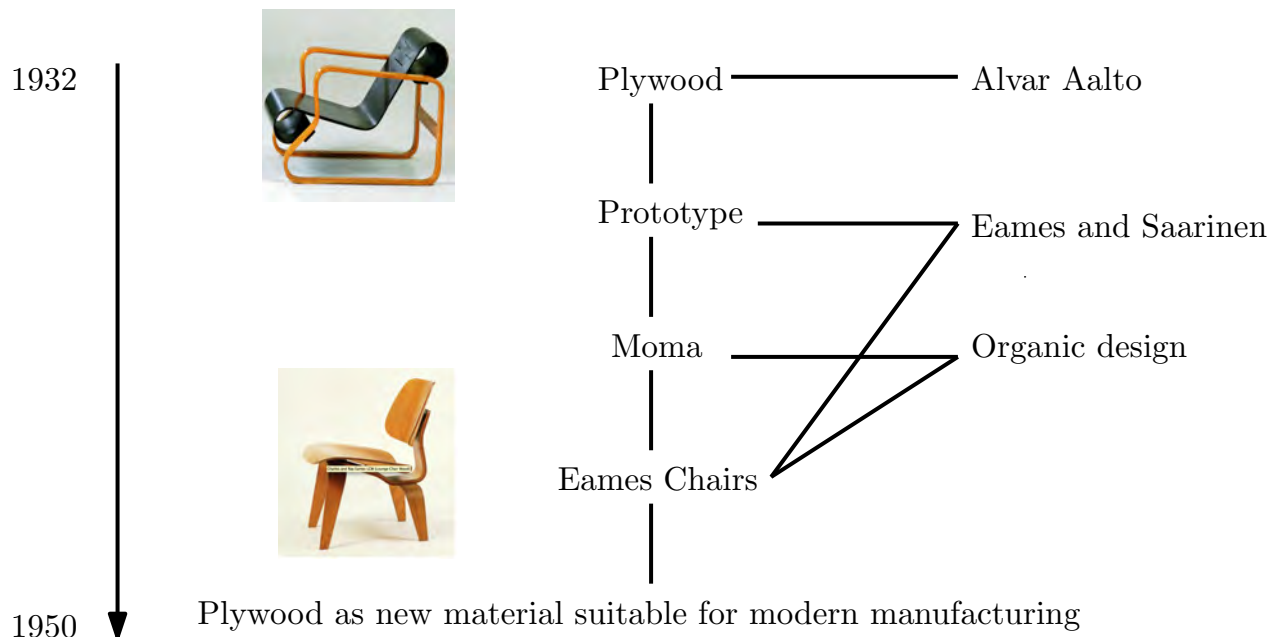 1932
Plywood
Alvar Aalto
Prototype
Eames and Saarinen
Moma
Organic design
Eames Chairs
1950
Plywood as new material suitable for modern manufacturing